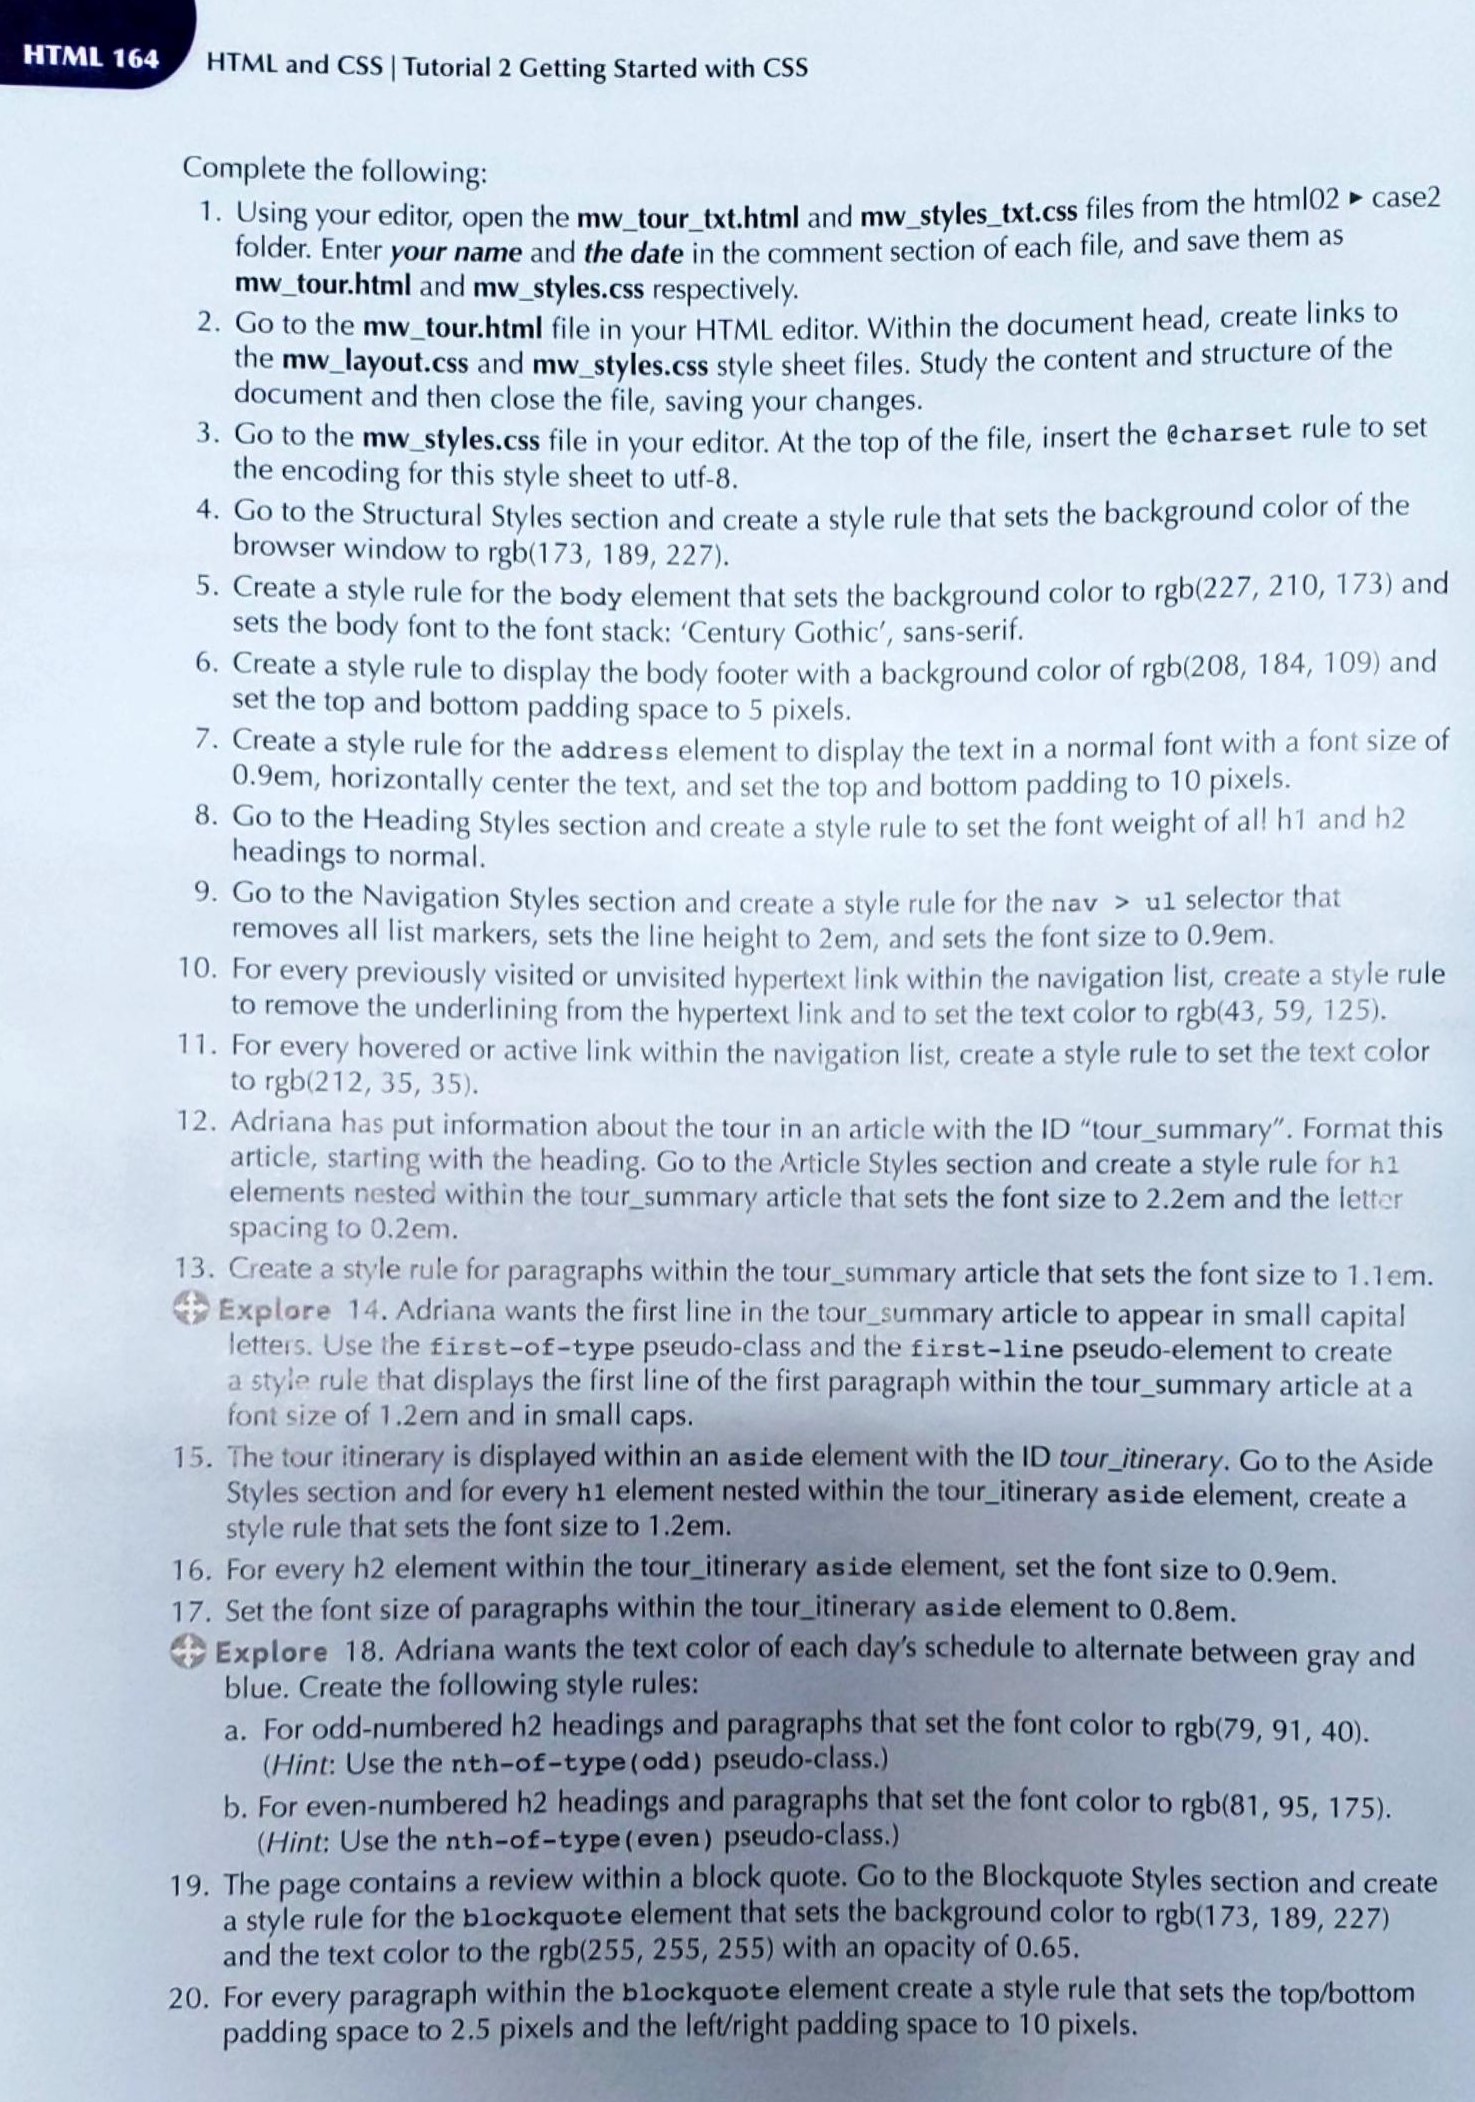 HTML 164 HTML and CSS | Tutorial 2 Getting Started with CSS
Complete the following:
1. Using your editor, open the mw_tour_txt.html and mw_styles_txt.css files from the html02 ▶ case2
folder. Enter your name and the date in the comment section of each file, and save them as
mw_tour.html and mw_styles.css respectively.
2. Go to the mw_tour.html file in your HTML editor. Within the document head, create links to
the mw_layout.css and mw_styles.css style sheet files. Study the content and structure of the
document and then close the file, saving your changes.
3. Go to the mw_styles.css file in your editor. At the top of the file, insert the @charset rule to set
the encoding for this style sheet to utf-8.
4. Go to the Structural Styles section and create a style rule that sets the background color of the
browser window to rgb(173, 189, 227).
5. Create a style rule for the body element that sets the background color to rgb(227, 210, 173) and
sets the body font to the font stack: ‘Century Gothic’, sans-serif.
6. Create a style rule to display the body footer with a background color of rgb(208, 184, 109) and
set the top and bottom padding space to 5 pixels.
7. Create a style rule for the address element to display the text in a normal font with a font size of
0.9em, horizontally center the text, and set the top and bottom padding to 10 pixels.
8. Go to the Heading Styles section and create a style rule to set the font weight of all h1 and h2
headings to normal.
9. Go to the Navigation Styles section and create a style rule for the nav > ul selector that
removes all list markers, sets the line height to 2em, and sets the font size to 0.9em.
10. For every previously visited or unvisited hypertext link within the navigation list, create a style rule
to remove the underlining from the hypertext link and to set the text color to rgb(43, 59, 125).
11. For every hovered or active link within the navigation list, create a style rule to set the text color
to rgb(212, 35, 35).
12. Adriana has put information about the tour in an article with the ID “tour_summary”. Format this
article, starting with the heading. Go to the Article Styles section and create a style rule for h1
elements nested within the tour_summary article that sets the font size to 2.2em and the letter
spacing to 0.2em.
13. Create a style rule for paragraphs within the tour_summary article that sets the font size to 1.1em.
Explore 14. Adriana wants the first line in the tour_summary article to appear in small capital
letters. Use the first-of-type pseudo-class and the first-line pseudo-element to create
a style rule that displays the first line of the first paragraph within the tour_summary article at a
font size of 1.2em and in small caps.
15. The tour itinerary is displayed within an aside element with the ID tour_itinerary. Go to the Aside
Styles section and for every h1 element nested within the tour_itinerary aside element, create a
style rule that sets the font size to 1.2em.
16. For every h2 element within the tour_itinerary aside element, set the font size to 0.9em.
17. Set the font size of paragraphs within the tour_itinerary aside element to 0.8em.
Explore 18. Adriana wants the text color of each day’s schedule to alternate between gray and
blue. Create the following style rules:
a. For odd-numbered h2 headings and paragraphs that set the font color to rgb(79, 91, 40).
(Hint: Use the nth-of-type(odd) pseudo-class.)
b. For even-numbered h2 headings and paragraphs that set the font color to rgb(81, 95, 175).
(Hint: Use the nth-of-type(even) pseudo-class.)
19. The page contains a review within a block quote. Go to the Blockquote Styles section and create
a style rule for the blockquote element that sets the background color to rgb(173, 189, 227)
and the text color to the rgb(255, 255, 255) with an opacity of 0.65.
20. For every paragraph within the blockquote element create a style rule that sets the top/bottom
padding space to 2.5 pixels and the left/right padding space to 10 pixels.